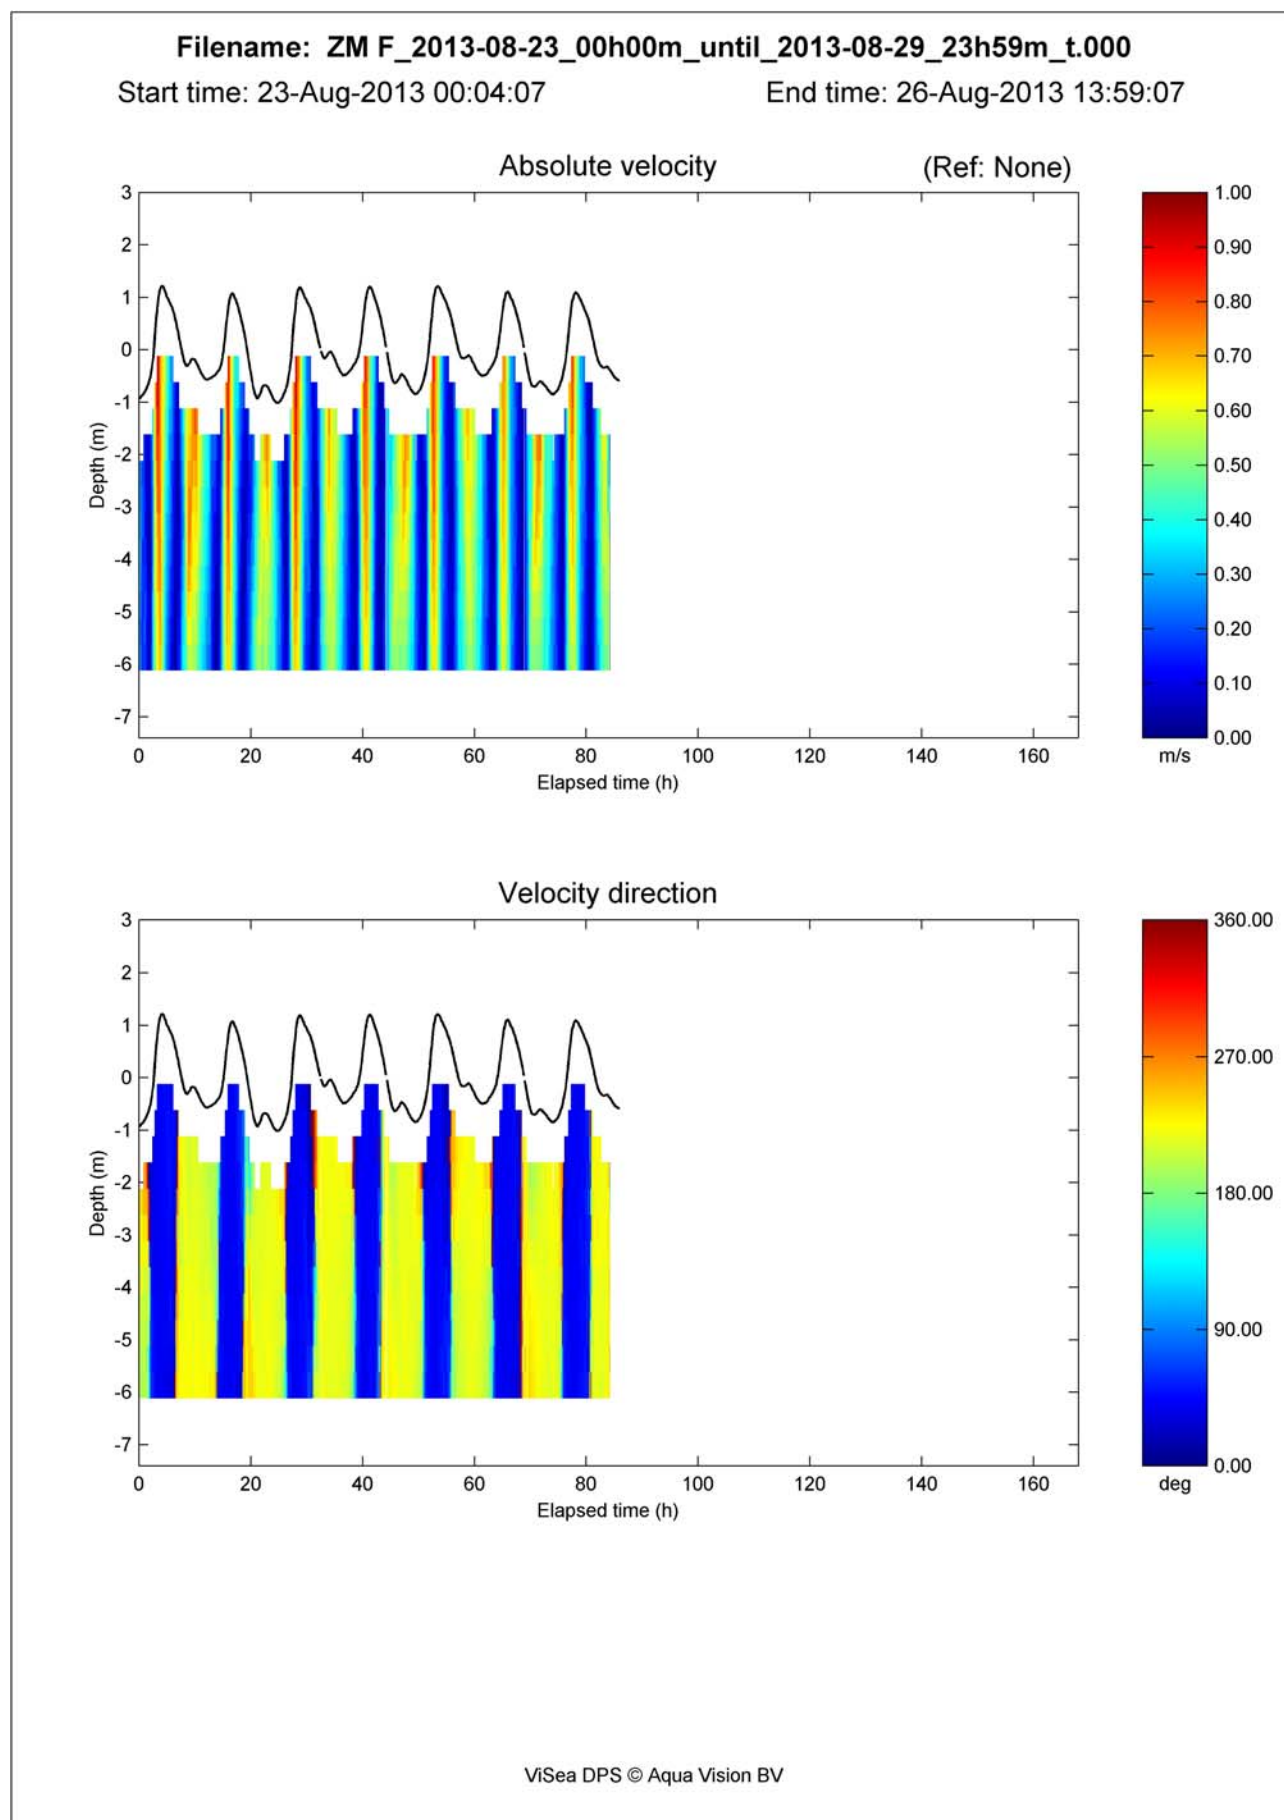 Filename: ZM F_2013-08-23_00h00m_until_2013-08-29_23h59m_t.000
Start time: 23-Aug-2013 00:04:07 End time: 26-Aug-2013 13:59:07
Absolute velocity (Ref: None)
3
2
1
0
-1
-2
-3
-4
-5
-6
-7
Depth (m)
0 20 40 60 80 100 120 140 160
Elapsed time (h)
1.00
0.90
0.80
0.70
0.60
0.50
0.40
0.30
0.20
0.10
0.00
m/s
Velocity direction
3
2
1
0
-1
-2
-3
-4
-5
-6
-7
Depth (m)
0 20 40 60 80 100 120 140 160
Elapsed time (h)
360.00
270.00
180.00
90.00
0.00
deg
ViSea DPS © Aqua Vision BV